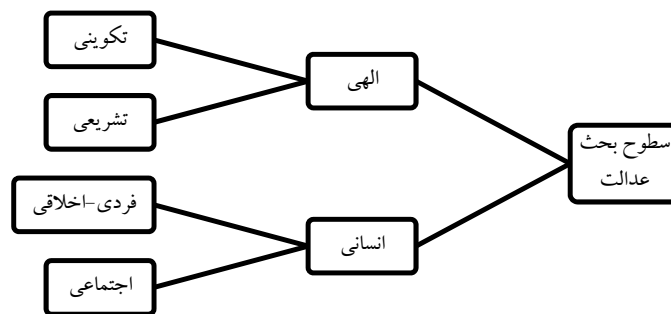 سطوح بحث
عدالت
الهی
تکوینی
تشریعی
انسانی
فردی-اخلاقی
اجتماعی